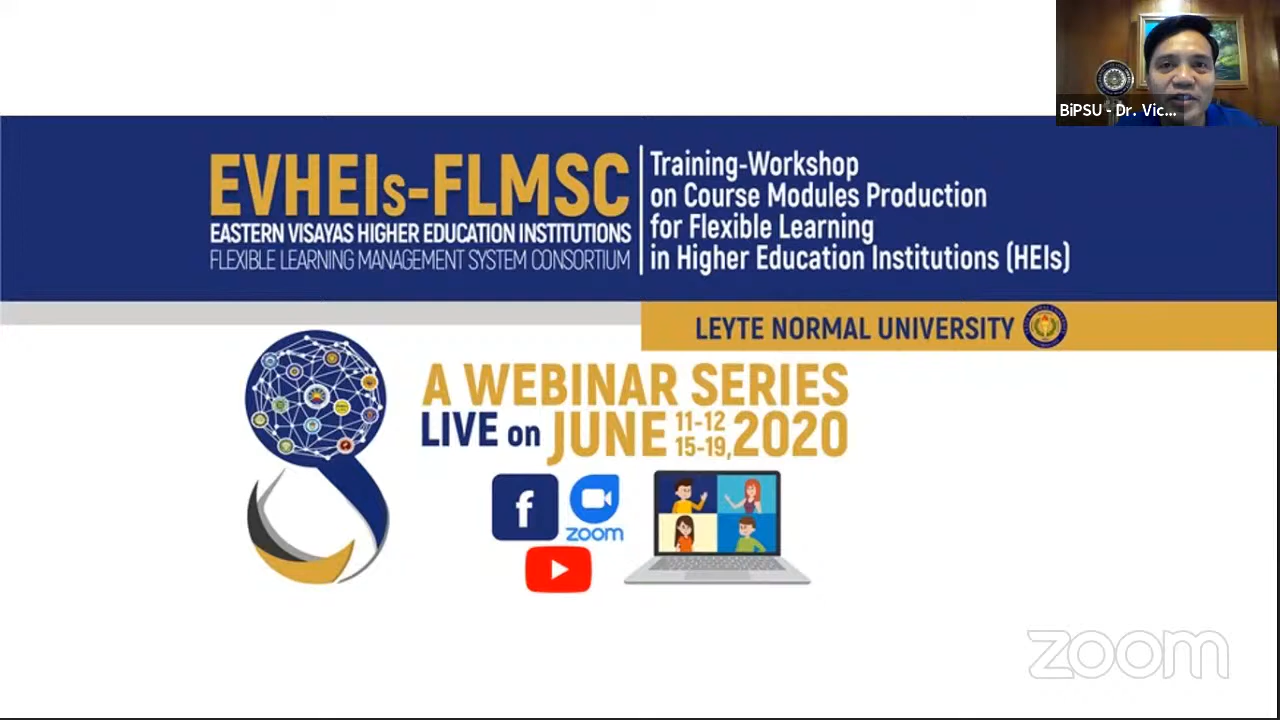 BiPSU - Dr. Vic...
EVHEIs-FLMSC
EASTERN VISAYAS HIGHER EDUCATION INSTITUTIONS
FLEXIBLE LEARNING MANAGEMENT SYSTEM CONSORTIUM
Training-Workshop
on Course Modules Production
for Flexible Learning
in Higher Education Institutions (HEIs)
LEYTE NORMAL UNIVERSITY
A WEBINAR SERIES
LIVE on JUNE 11-12 15-19, 2020
f
zoom
zoom